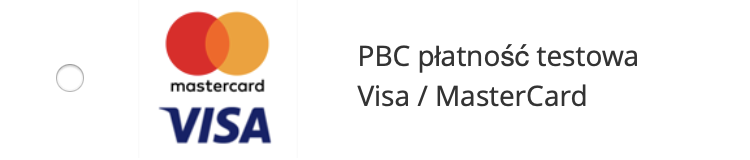 mastercard
VISA
PBC płatność testowa
Visa / MasterCard